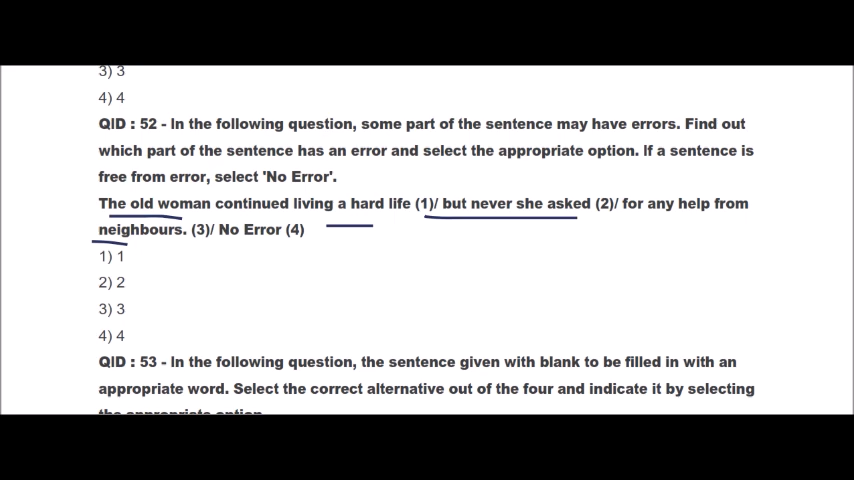 3) 3
4) 4
QID : 52 - In the following question, some part of the sentence may have errors. Find out
which part of the sentence has an error and select the appropriate option. If a sentence is
free from error, select 'No Error'.
The old woman continued living a hard life (1)/ but never she asked (2)/ for any help from
neighbours. (3)/ No Error (4)
1) 1
2) 2
3) 3
4) 4
QID : 53 - In the following question, the sentence given with blank to be filled in with an
appropriate word. Select the correct alternative out of the four and indicate it by selecting
the appropriate option.